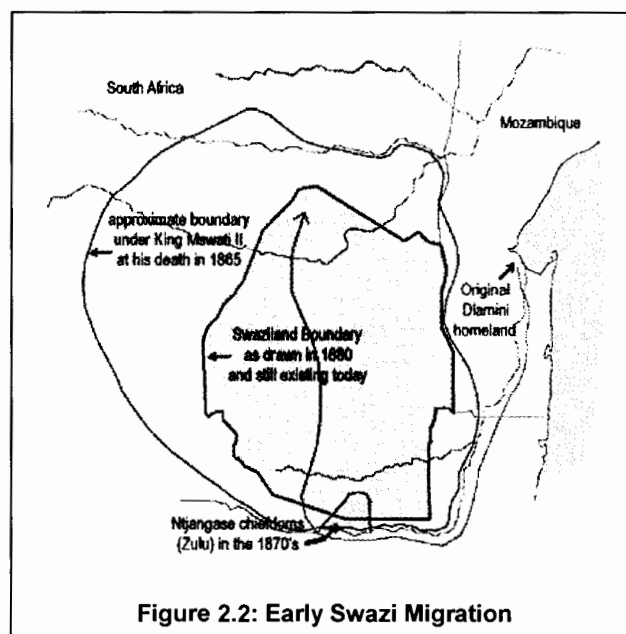 South Africa
Mozambique
approximate boundary
under King Mswati II
at his death in 1865
Original
Dlamini
homeland
Swaziland Boundary
as drawn in 1880
and still existing today
Ntjangase chiefdoms
(Zulu) in the 1870's
Figure 2.2: Early Swazi Migration